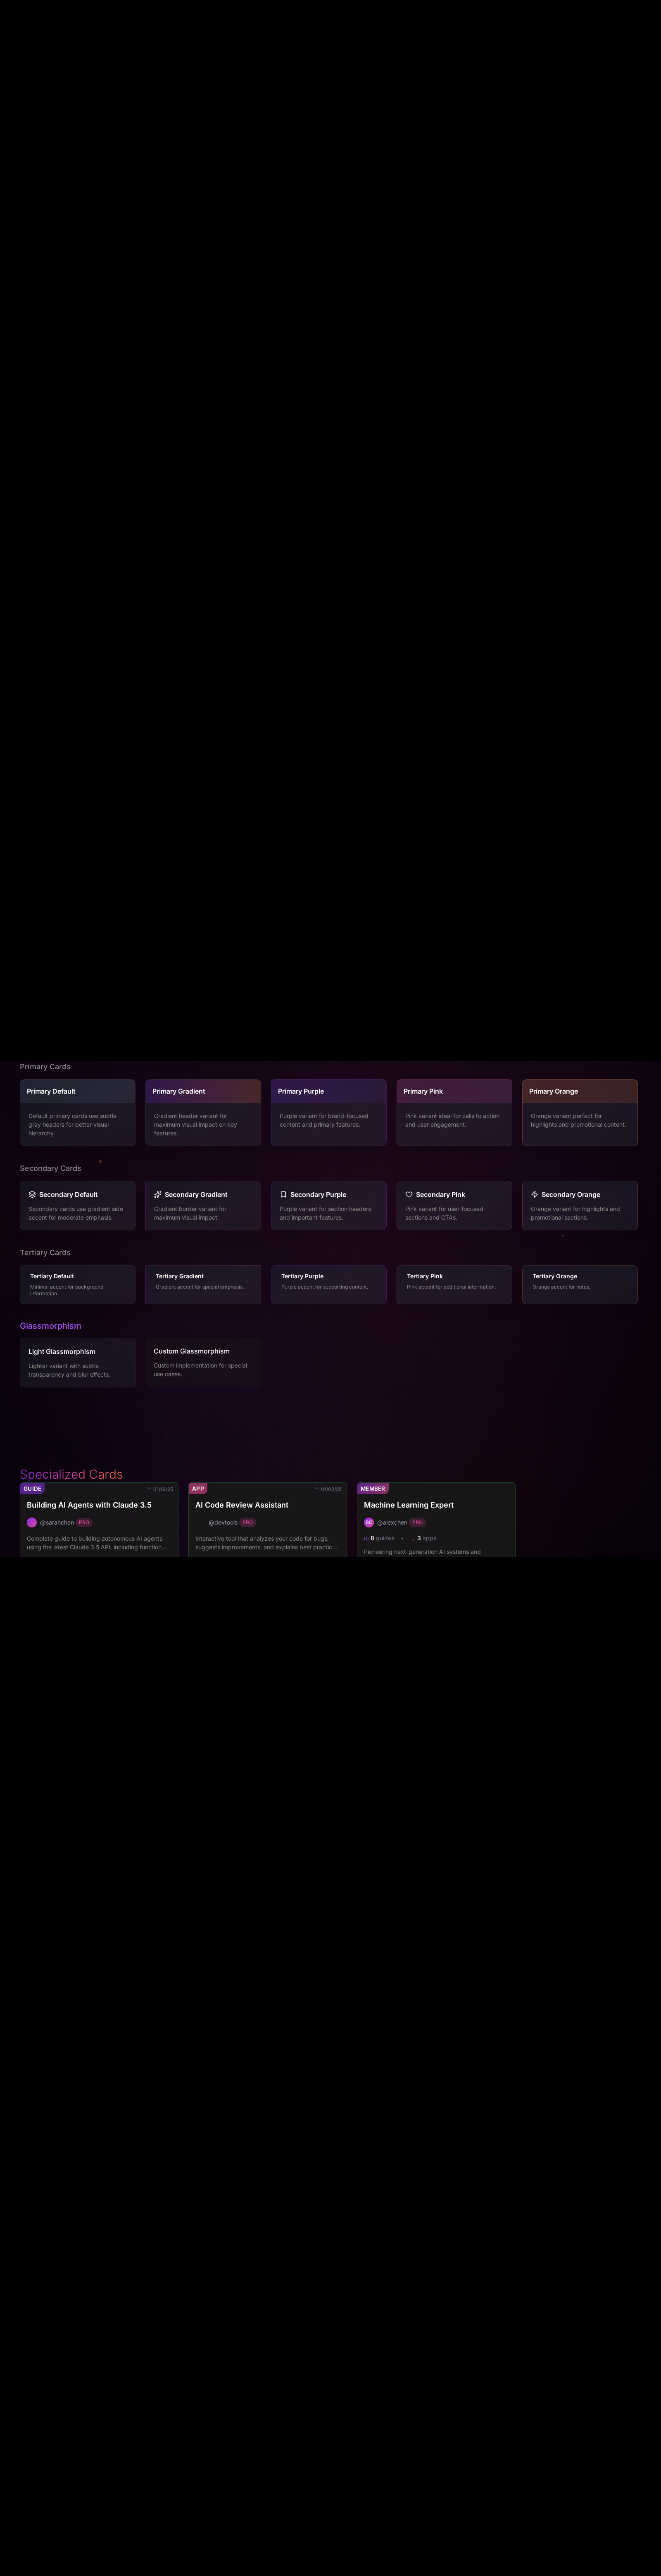 Primary Cards
Primary Default
Default primary cards use subtle
gray headers for better visual
hierarchy.
Primary Gradient
Gradient header variant for
maximum visual impact on key
features.
Primary Purple
Purple variant for brand-focused
content and primary features.
Primary Pink
Pink variant ideal for calls to action
and user engagement.
Primary Orange
Orange variant perfect for
highlights and promotional content.
Secondary Cards
Secondary Default
Secondary cards use gradient side
accent for moderate emphasis.
Secondary Gradient
Gradient border variant for
maximum visual impact.
Secondary Purple
Purple variant for section headers
and important features.
Secondary Pink
Pink variant for user-focused
sections and CTAs.
Secondary Orange
Orange variant for highlights and
promotional sections.
Tertiary Cards
Tertiary Default
Minimal accent for background
information.
Tertiary Gradient
Gradient accent for special emphasis.
Tertiary Purple
Purple accent for supporting content.
Tertiary Pink
Pink accent for additional information.
Tertiary Orange
Orange accent for notes.
Glassmorphism
Light Glassmorphism
Lighter variant with subtle
transparency and blur effects.
Custom Glassmorphism
Custom implementation for special
use cases.
Specialized Cards
GUIDE
01/16/25
Building AI Agents with Claude 3.5
@sarahchen PRO
Complete guide to building autonomous AI agents
using the latest Claude 3.5 API, including function...
APP
01/02/25
AI Code Review Assistant
@devtools PRO
Interactive tool that analyzes your code for bugs,
suggests improvements, and explains best practic...
MEMBER
Machine Learning Expert
SC @alexchen PRO
8 guides • 3 apps
Pioneering next-generation AI systems and